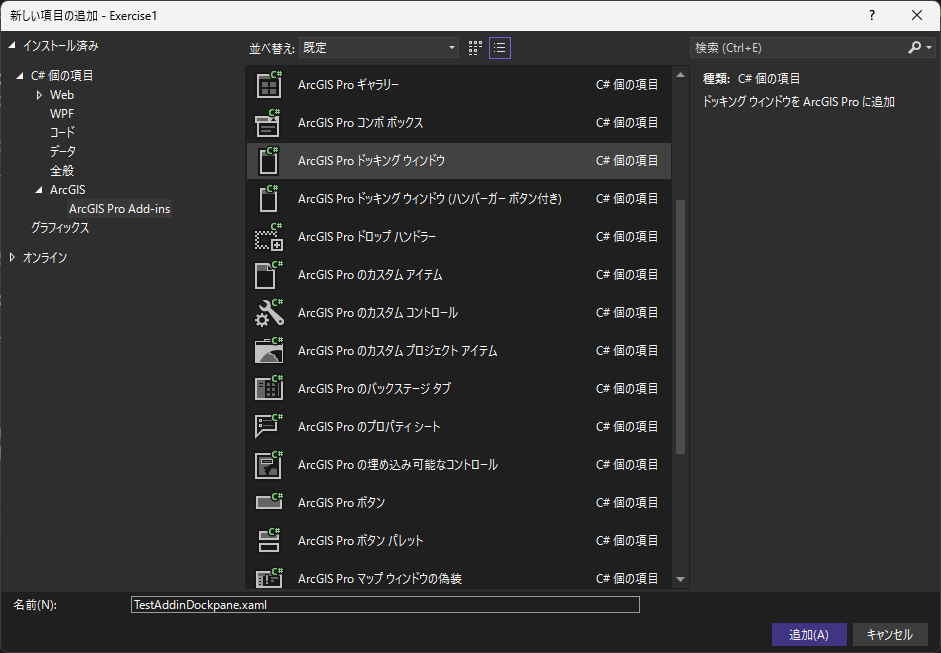 新しい項目の追加 - Exercise1
?
インストール済み
並べ替え: 既定
検索 (Ctrl+E)
C# 個の項目
Web
WPF
コード
データ
全般
ArcGIS
ArcGIS Pro Add-ins
グラフィックス
オンライン
C# ArcGIS Pro ギャラリー C# 個の項目
C# ArcGIS Pro コンボ ボックス C# 個の項目
C# ArcGIS Pro ドッキング ウィンドウ C# 個の項目
C# ArcGIS Pro ドッキング ウィンドウ (ハンバーガー ボタン付き) C# 個の項目
C# ArcGIS Pro ドロップ ハンドラー C# 個の項目
C# ArcGIS Pro のカスタム アイテム C# 個の項目
C# ArcGIS Pro のカスタム コントロール C# 個の項目
C# ArcGIS Pro のカスタム プロジェクト アイテム C# 個の項目
C# ArcGIS Pro のバックステージ タブ C# 個の項目
C# ArcGIS Pro のプロパティ シート C# 個の項目
C# ArcGIS Pro の埋め込み可能なコントロール C# 個の項目
C# ArcGIS Pro ボタン C# 個の項目
C# ArcGIS Pro ボタン パレット C# 個の項目
C# ArcGIS Pro マップ ウィンドウの偽装 C# 個の項目
種類: C# 個の項目
ドッキング ウィンドウを ArcGIS Pro に追加
名前(N): TestAddinDockpane.xaml
追加(A) キャンセル